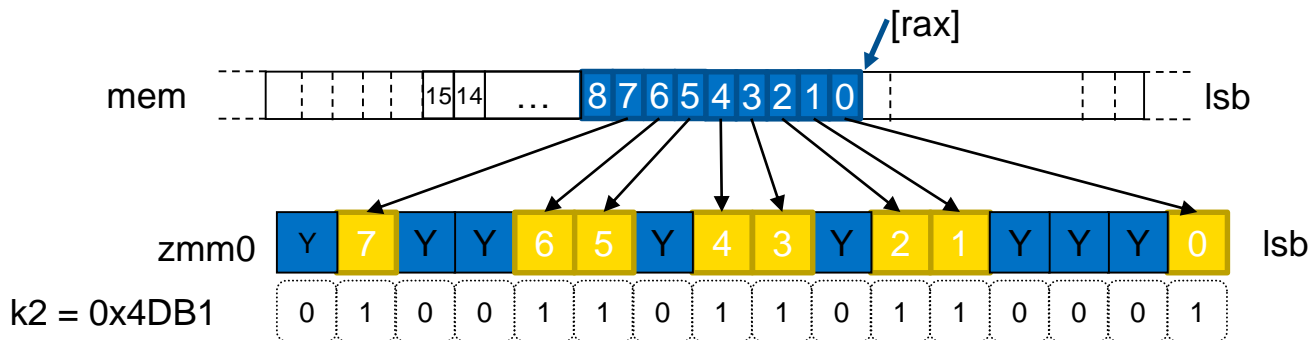 [rax]
mem 15 14 ... 8 7 6 5 4 3 2 1 0 lsb
zmm0 Y 7 Y Y 6 5 Y 4 3 Y 2 1 Y Y Y 0 lsb
k2 = 0x4DB1 0 1 0 0 1 1 0 1 1 0 1 1 0 0 0 1